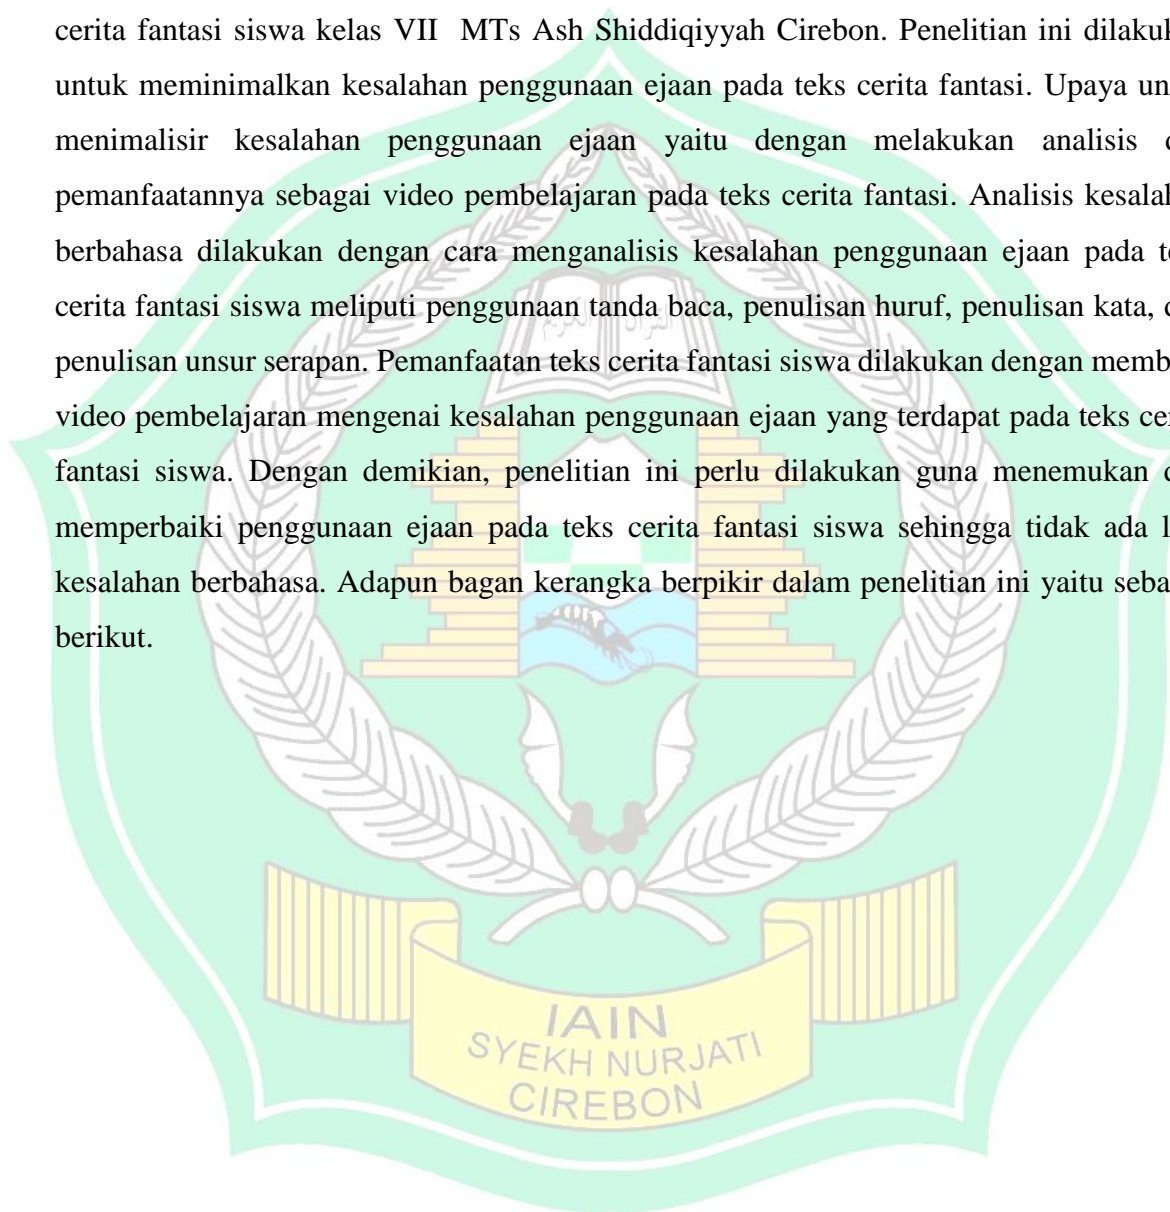 cerita fantasi siswa kelas VII MTs Ash Shiddiqiyyah Cirebon. Penelitian ini dilakuk
untuk meminimalkan kesalahan penggunaan ejaan pada teks cerita fantasi. Upaya un
menimalisir kesalahan penggunaan ejaan yaitu dengan melakukan analisis d
pemanfaatannya sebagai video pembelajaran pada teks cerita fantasi. Analisis kesalah
berbahasa dilakukan dengan cara menganalisis kesalahan penggunaan ejaan pada te
cerita fantasi siswa meliputi penggunaan tanda baca, penulisan huruf, penulisan kata, d
penulisan unsur serapan. Pemanfaatan teks cerita fantasi siswa dilakukan dengan memb
video pembelajaran mengenai kesalahan penggunaan ejaan yang terdapat pada teks cer
fantasi siswa. Dengan demikian, penelitian ini perlu dilakukan guna menemukan d
memperbaiki penggunaan ejaan pada teks cerita fantasi siswa sehingga tidak ada l
kesalahan berbahasa. Adapun bagan kerangka berpikir dalam penelitian ini yaitu seba
berikut.
القرآن الكريم
IAIN
SYEKH NURJATI
CIREBON